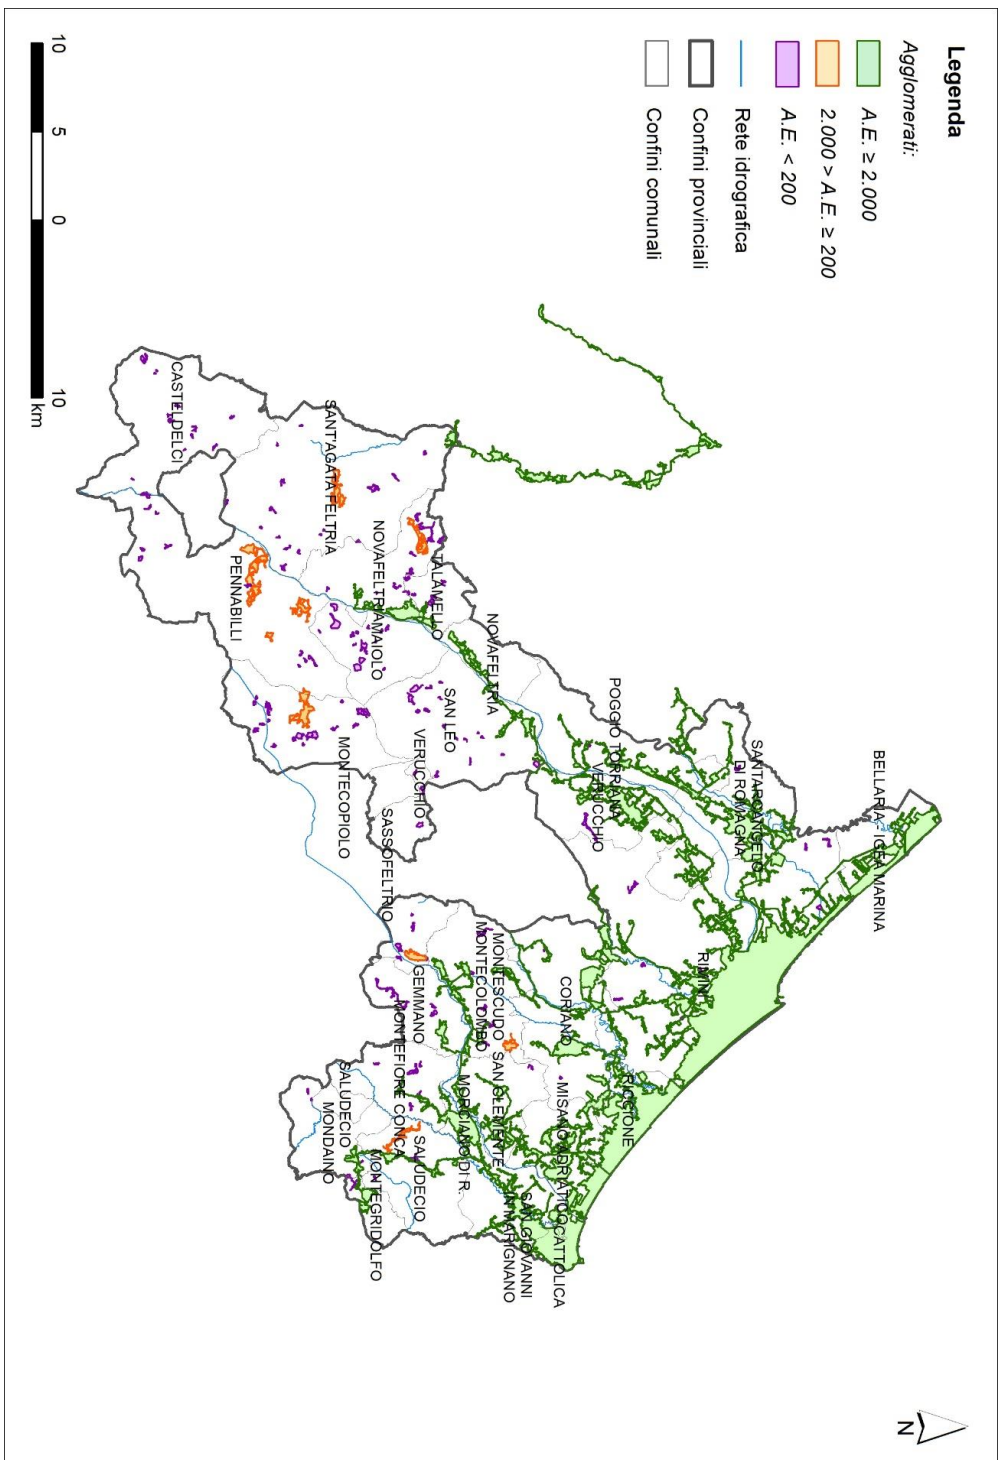 Legenda
Agglomerati:
A.E. ≥ 2.000
2.000 > A.E. ≥ 200
A.E. < 200
Rete idrografica
Confini provinciali
Confini comunali
BELLARIA - IGEA MARINA
SANTARCANGELO
DI ROMAGNA
POGGIO TORRIANA
VERUCCHIO
RIMINI
NOVAFELTRIA
TALAMELLO
SAN LEO
RICCIONE
CORIANO
NOVAFELTRIA
MAIOLO
VERUCCHIO
MISANO ADRIATICO
CATTOLICA
SANT'AGATA FELTRIA
MONTESCUDO
MONTECOLOMBO
SAN CLEMENTE
SAN GIOVANNI
IN MARIGNANO
MONTECOPIOLO
SASSOFELTRIO
MORCIANO DI R.
CASTELDELCI
PENNABILLI
GEMMANO
MONTEFIORE CONCA
SALUDECIO
SALUDECIO
MONDAINO
MONTEGRIDOLFO
10
5
0
10
km
N